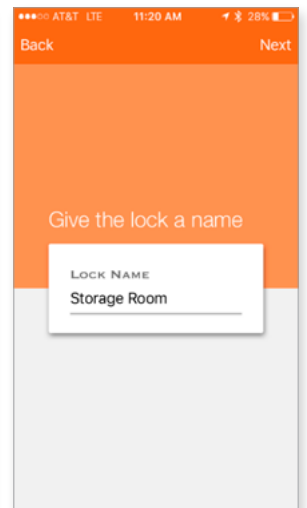 AT&T LTE 11:20 AM 28%
Back Next
Give the lock a name
LOCK NAME
Storage Room